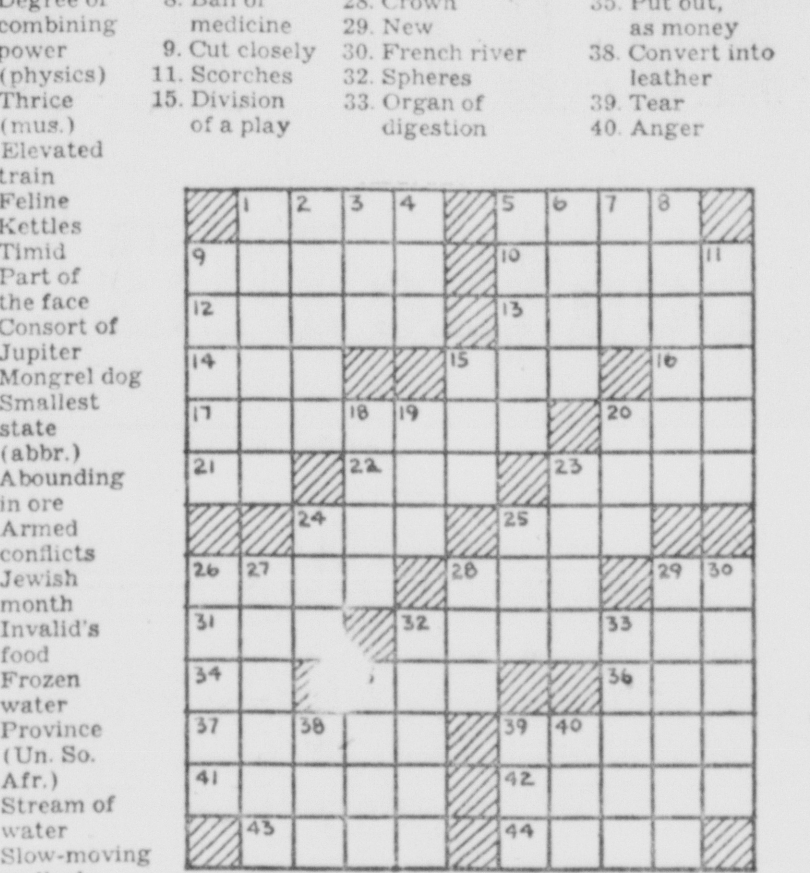 combining
power
(physics)
Thrice
(mus.)
Elevated
train
Feline
Kettles
Timid
Part of
the face
Consort of
Jupiter
Mongrel dog
Smallest
state
(abbr.)
Abounding
in ore
Armed
conflicts
Jewish
month
Invalid's
food
Frozen
water
Province
(Un. So.
Afr.)
Stream of
water
Slow-moving
medicine
9. Cut closely
11. Scorches
15. Division
of a play
28. Crown
29. New
30. French river
32. Spheres
33. Organ of
digestion
35. Put out,
as money
38. Convert into
leather
39. Tear
40. Anger
1 2 3 4 5 6 7 8
9 10 11
12 13
14 15 16
17 18 19 20
21 22 23
24 25
26 27 28 29 30
31 32 33
34 36
37 38 39 40
41 42
43 44